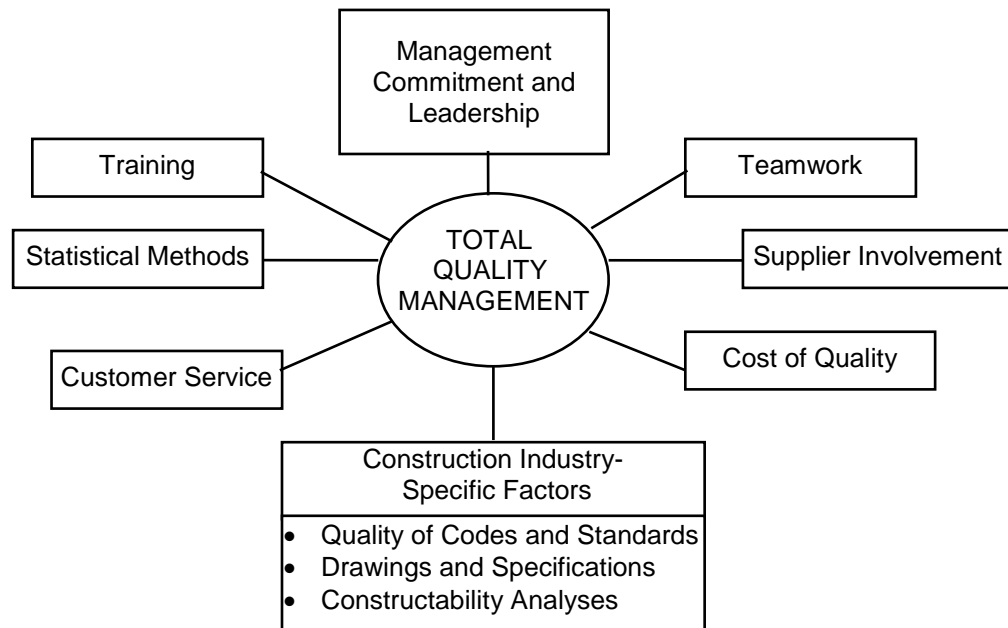 Management
Commitment and
Leadership
Training
Teamwork
TOTAL
QUALITY
MANAGEMENT
Statistical Methods
Supplier Involvement
Customer Service
Cost of Quality
Construction Industry-
Specific Factors
• Quality of Codes and Standards
• Drawings and Specifications
• Constructability Analyses